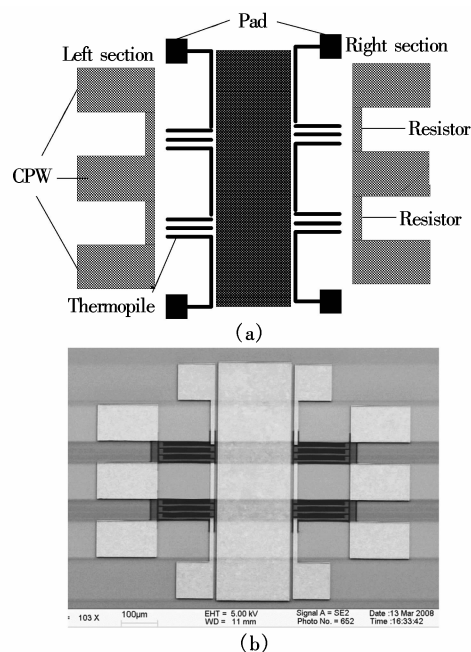 Pad
Left section
Right section
Resistor
CPW
Resistor
Thermopile
(a)
103 X
100μm
EHT = 5.00 kV
WD = 11 mm
Signal A = SE2
Photo No. = 652
Date :13 Mar 2008
Time :16:33:42
(b)